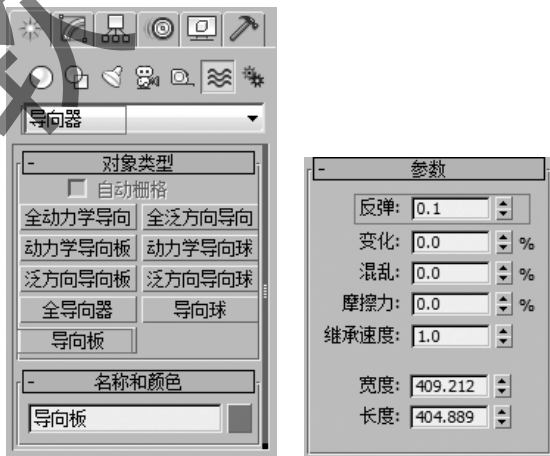 导向器
- 对象类型
自动栅格
全动力学导向 全泛方向导向
动力学导向板 动力学导向球
泛方向导向板 泛方向导向球
全导向器 导向球
导向板
- 名称和颜色
导向板
- 参数
反弹: 0.1
变化: 0.0 %
混乱: 0.0 %
摩擦力: 0.0 %
继承速度: 1.0
宽度: 409.212
长度: 404.889